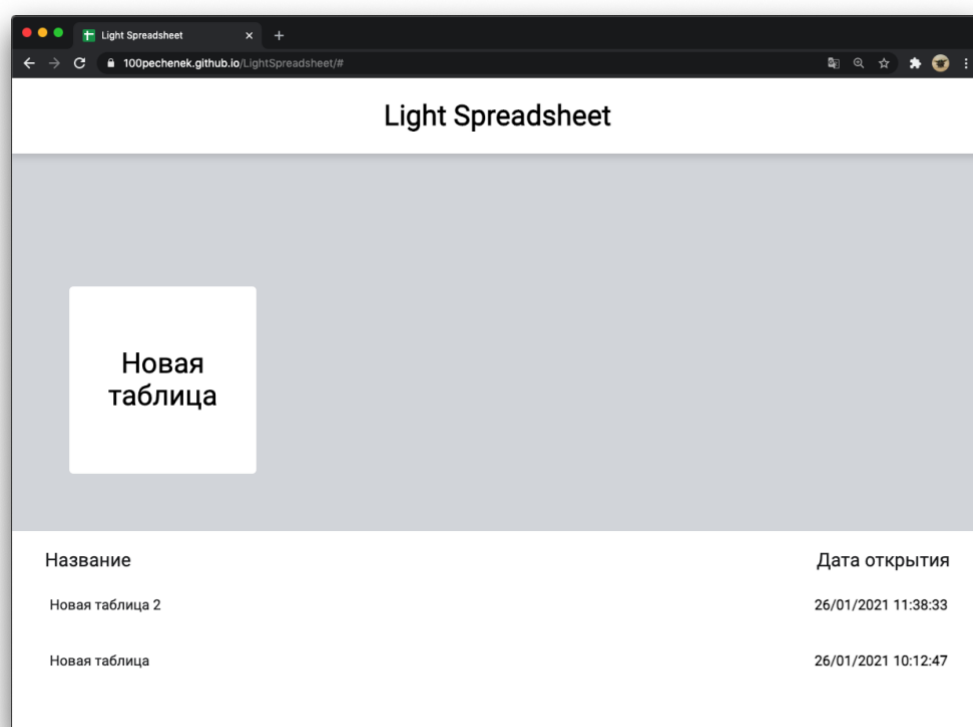 Light Spreadsheet
100pechenek.github.io/LightSpreadsheet/#
Light Spreadsheet
Новая
таблица
Название Дата открытия
Новая таблица 2 26/01/2021 11:38:33
Новая таблица 26/01/2021 10:12:47